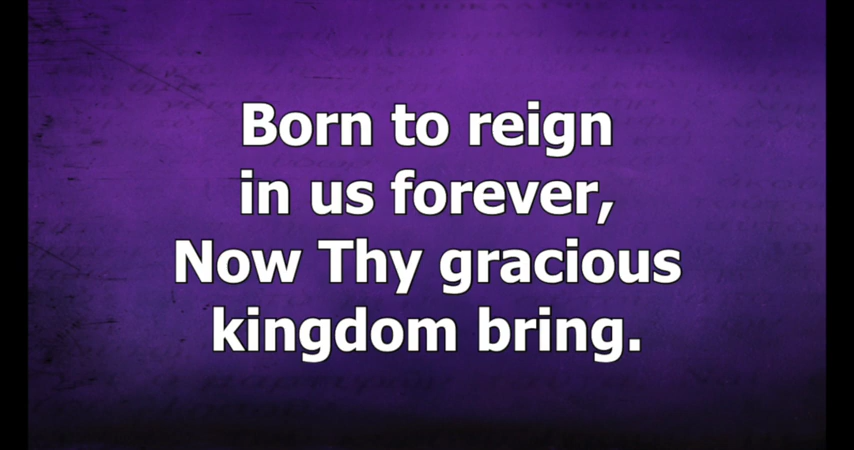 Born to reign
in us forever,
Now Thy gracious
kingdom bring.